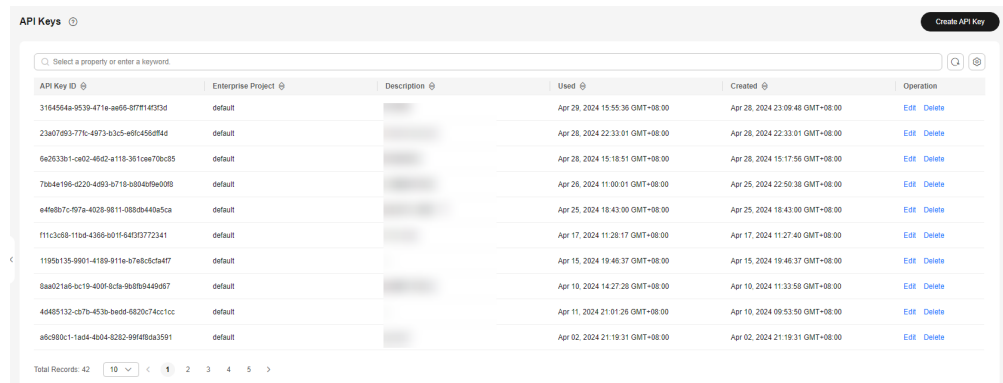 API Keys
Create API Key
Select a property or enter a keyword.
API Key ID Enterprise Project Description Used Created Operation
3164564a-9539-471e-ae66-8f7ff14f3f3d default Apr 29, 2024 15:55:36 GMT+08:00 Apr 28, 2024 23:09:48 GMT+08:00 Edit Delete
23a07d93-77fc-4973-b3c5-e6fc456dff4d default Apr 28, 2024 22:33:01 GMT+08:00 Apr 28, 2024 22:33:01 GMT+08:00 Edit Delete
6e2633b1-ce02-46d2-a118-361cee70bc85 default Apr 28, 2024 15:18:51 GMT+08:00 Apr 28, 2024 15:17:56 GMT+08:00 Edit Delete
7bb4e196-d220-4d93-b718-b804bf9e00f8 default Apr 26, 2024 11:00:01 GMT+08:00 Apr 25, 2024 22:50:38 GMT+08:00 Edit Delete
e4fe8b7c-f97a-4028-9811-088db440a5ca default Apr 25, 2024 18:43:00 GMT+08:00 Apr 25, 2024 18:43:00 GMT+08:00 Edit Delete
f11c3c68-11bd-4366-b01f-64f3f3772341 default Apr 17, 2024 11:28:17 GMT+08:00 Apr 17, 2024 11:27:40 GMT+08:00 Edit Delete
1195b135-9901-4189-911e-b7e8c6cfa4f7 default Apr 15, 2024 19:46:37 GMT+08:00 Apr 15, 2024 19:46:37 GMT+08:00 Edit Delete
8aa021a6-bc19-400f-8cfa-9b8fb9449d67 default Apr 10, 2024 14:27:28 GMT+08:00 Apr 10, 2024 11:33:58 GMT+08:00 Edit Delete
4d485132-cb7b-453b-bedd-6820c74cc1cc default Apr 11, 2024 21:01:26 GMT+08:00 Apr 10, 2024 09:53:50 GMT+08:00 Edit Delete
a6c980c1-1ad4-4b04-8282-99f4f8da3591 default Apr 02, 2024 21:19:31 GMT+08:00 Apr 02, 2024 21:19:31 GMT+08:00 Edit Delete
Total Records: 42 10 < 1 2 3 4 5 >